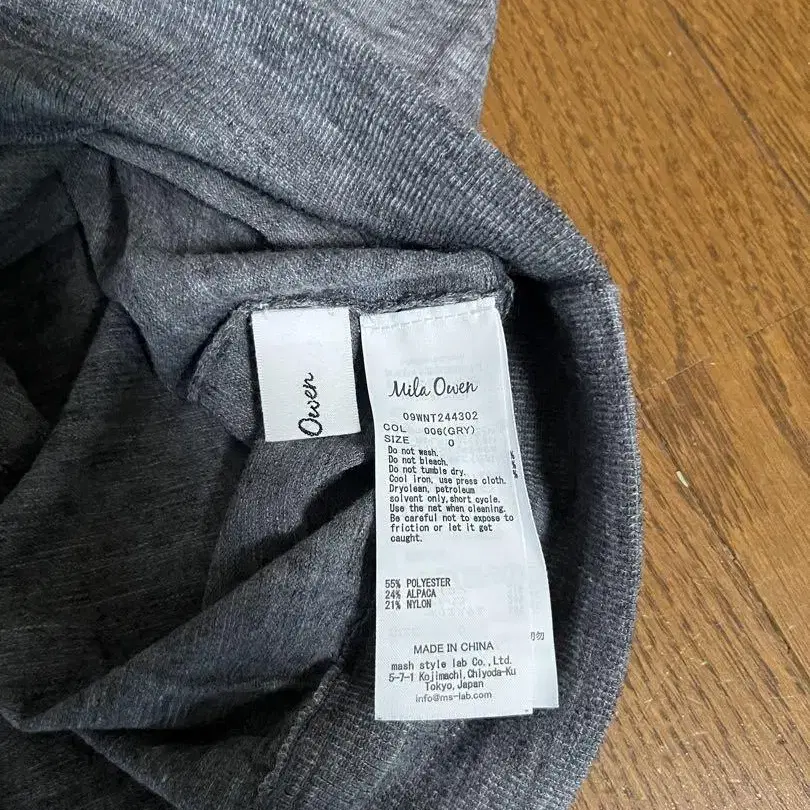 Owen
Mila Owen
09WNT244302
COL 006(GRY)
SIZE 0
Do not wash.
Do not bleach.
Do not tumble dry.
Cool iron, use press cloth.
Dryclean, petroleum
solvent only,short cycle.
Use the net when cleaning.
Be careful not to expose to
friction or let it get
caught.
55% POLYESTER
24% ALPACA
21% NYLON
MADE IN CHINA
mash style lab Co.,Ltd.
5-7-1 Kojimachi,Chiyoda-Ku
Tokyo,Japan
info@ms-lab.com